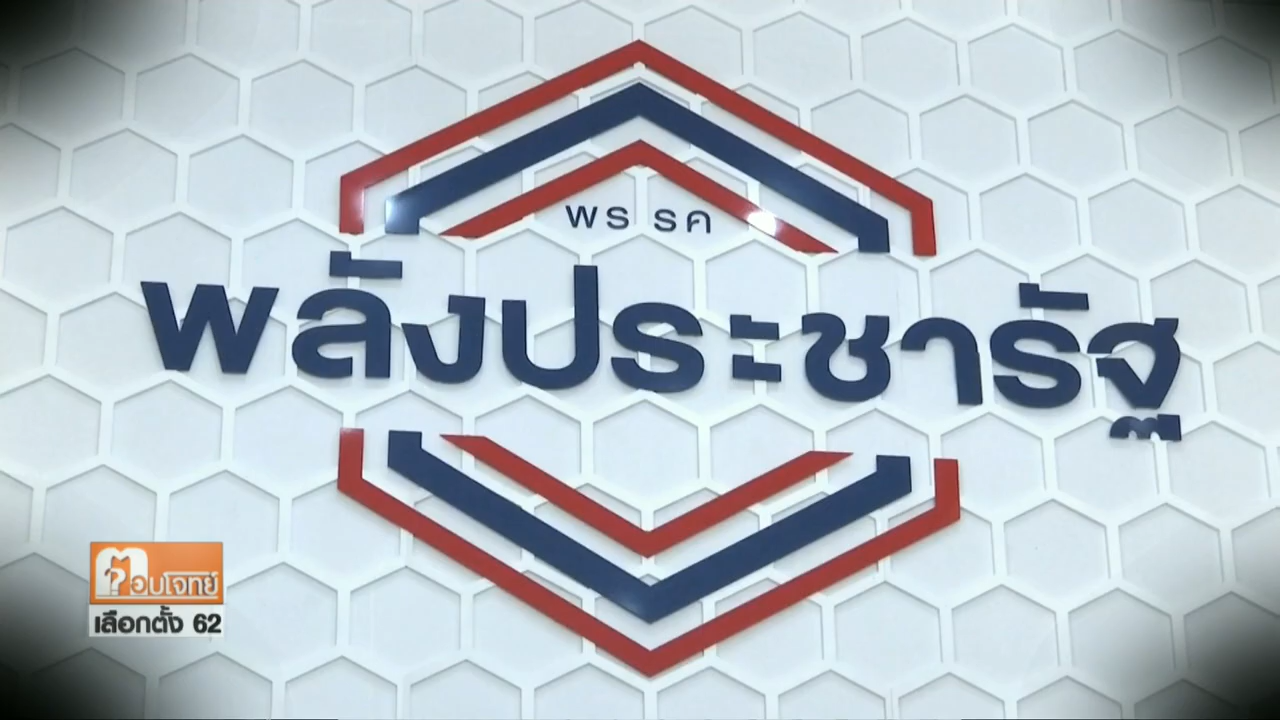 พรรค
พลังประชารัฐ
ตอบโจทย์
เลือกตั้ง 62